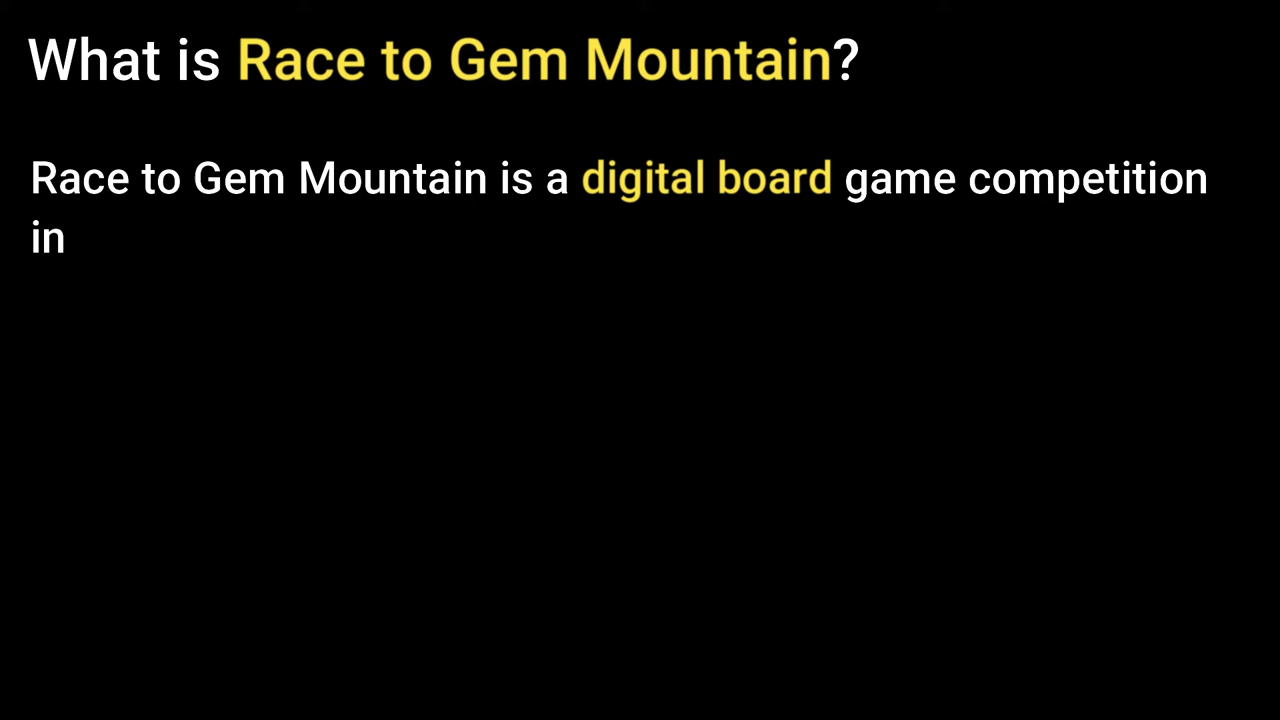 What is Race to Gem Mountain?
Race to Gem Mountain is a digital board game competition
in